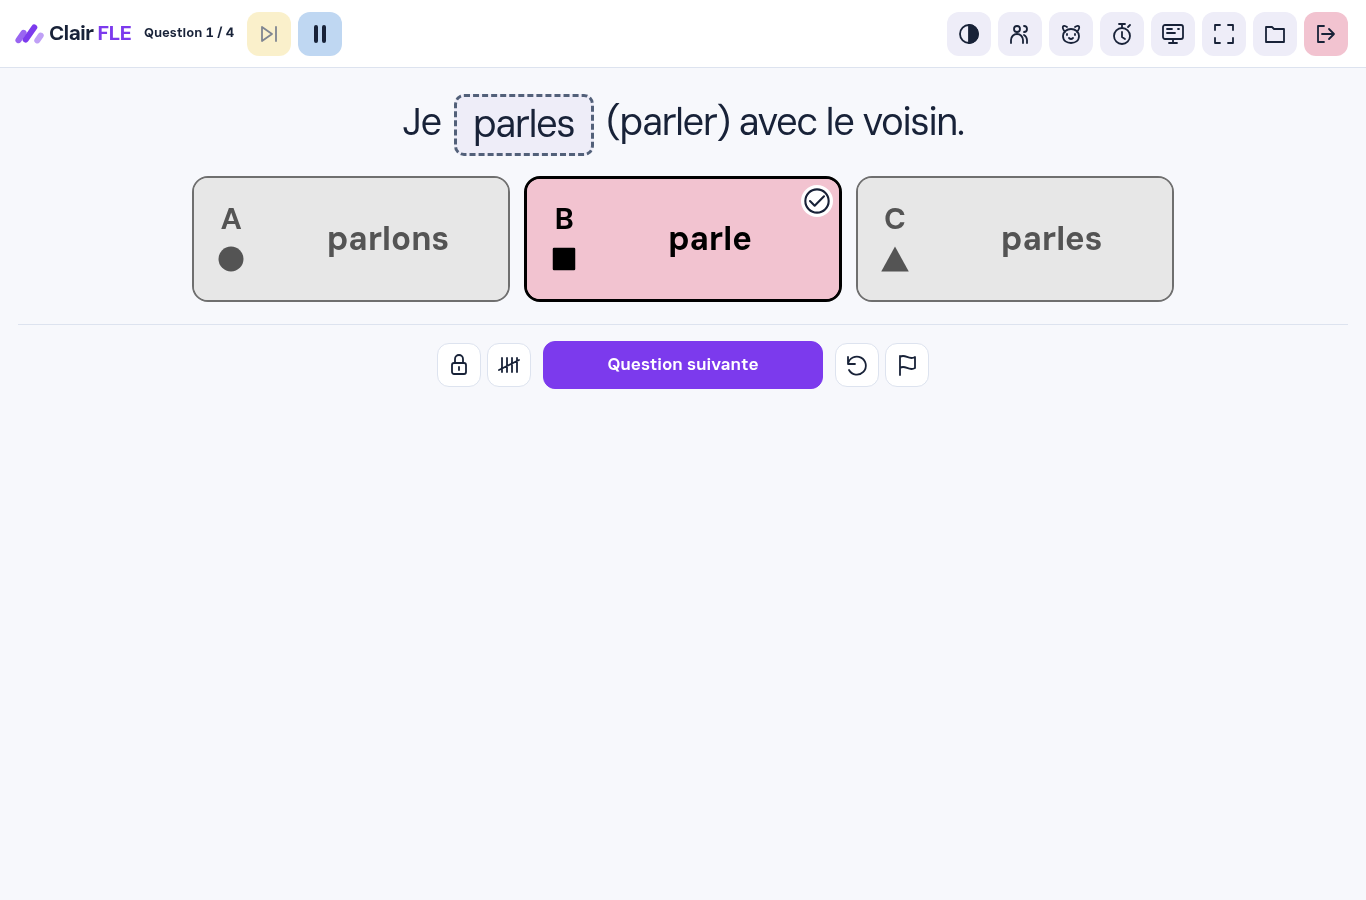 Clair FLE Question 1 / 4
Je parles (parler) avec le voisin.
A parlons
B parle
C parles
Question suivante